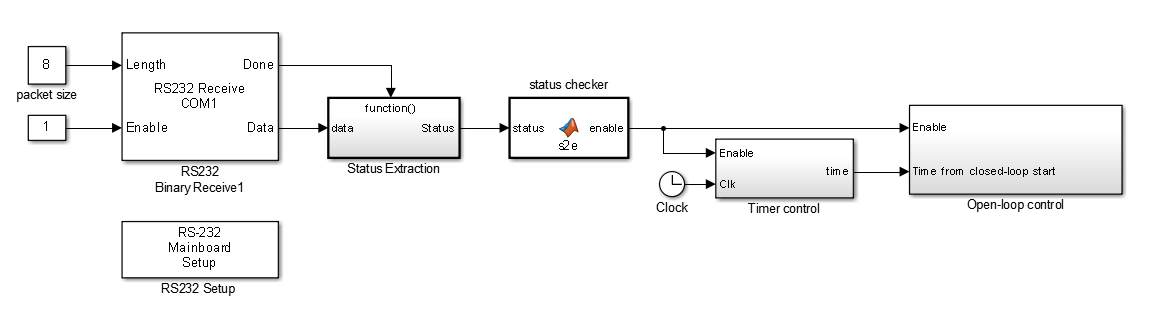 8
packet size
1
Length
Done
RS232 Receive
COM1
Enable
Data
RS232
Binary Receive1
function()
data
Status
Status Extraction
status checker
status
enable
s2e
Clock
Enable
Clk
time
Timer control
Enable
Time from closed-loop start
Open-loop control
RS-232
Mainboard
Setup
RS232 Setup